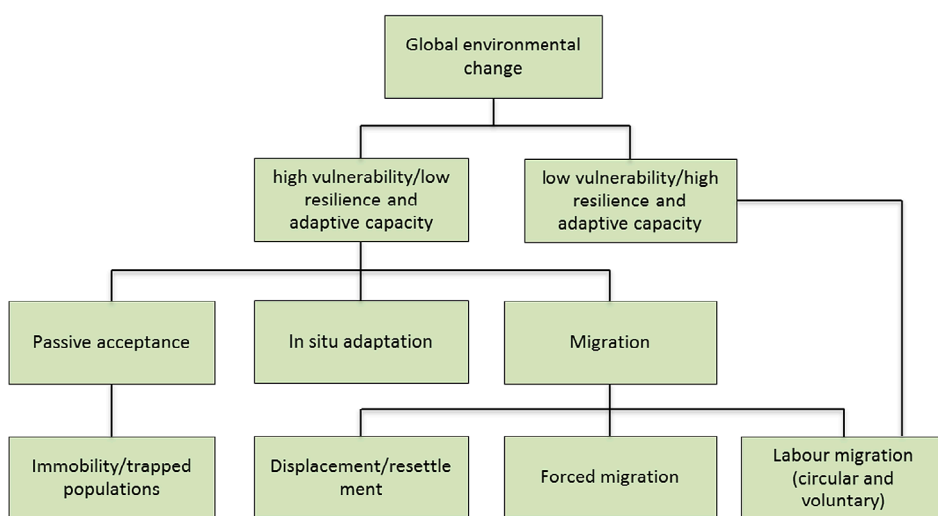 Global environmental
change
high vulnerability/low
resilience and
adaptive capacity
low vulnerability/high
resilience and
adaptive capacity
Passive acceptance
In situ adaptation
Migration
Immobility/trapped
populations
Displacement/resettle
ment
Forced migration
Labour migration
(circular and
voluntary)